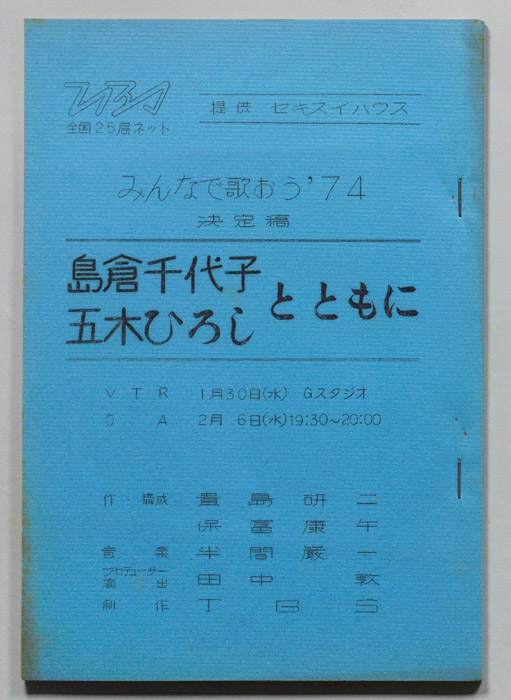 TBS
提供 セキスイハウス
全国25局ネット
みんなで歌おう'74
決定稿
島倉千代子
五木ひろし
とともに
VTR 1月30日(水) Gスタジオ
OA 2月 6日(水)19:30~20:00
作・構成 貴島研二
保富康午
音楽 半間巌一
プロデューサー
演出 田中敦
制作 TBS